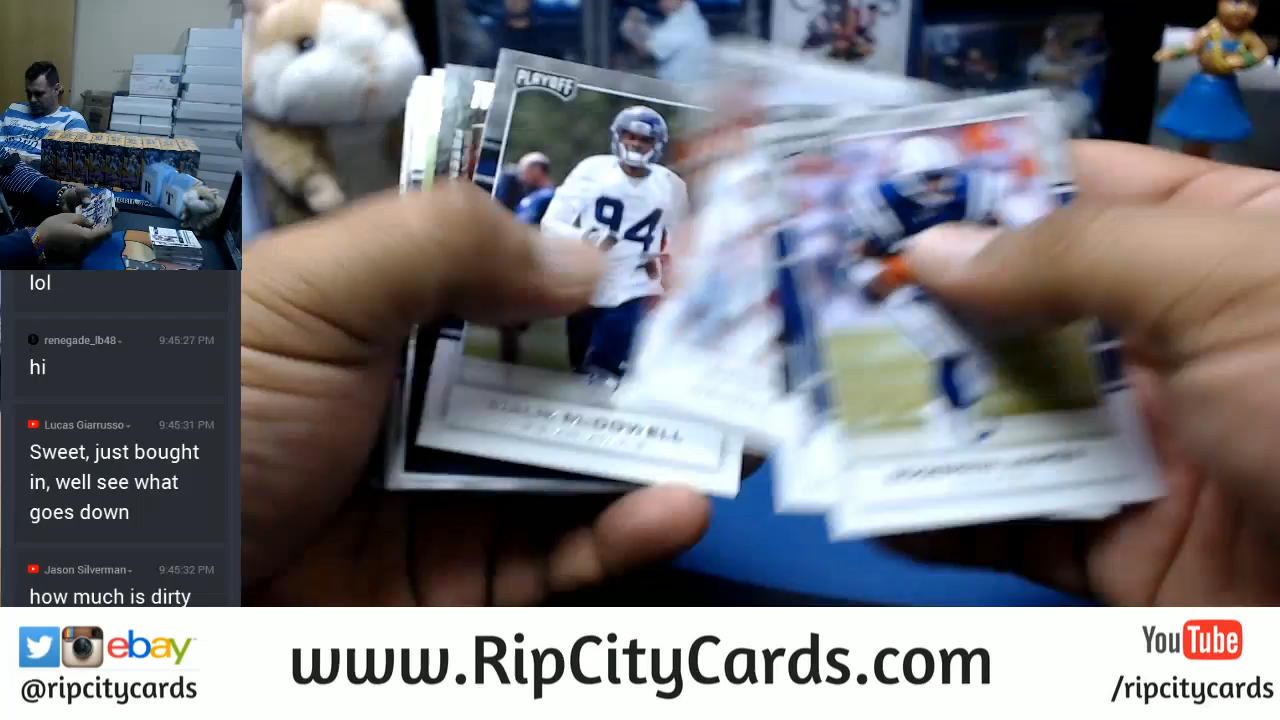 lol
renegade_lb48
9:45:27 PM
hi
Lucas Giarrusso
9:45:31 PM
Sweet, just bought
in, well see what
goes down
Jason Silverman
9:45:32 PM
how much is dirty
PLAYOFF
94
McDOWELL
R
T
ebay
@ripcitycards
www.RipCityCards.com
YouTube
/ripcitycards